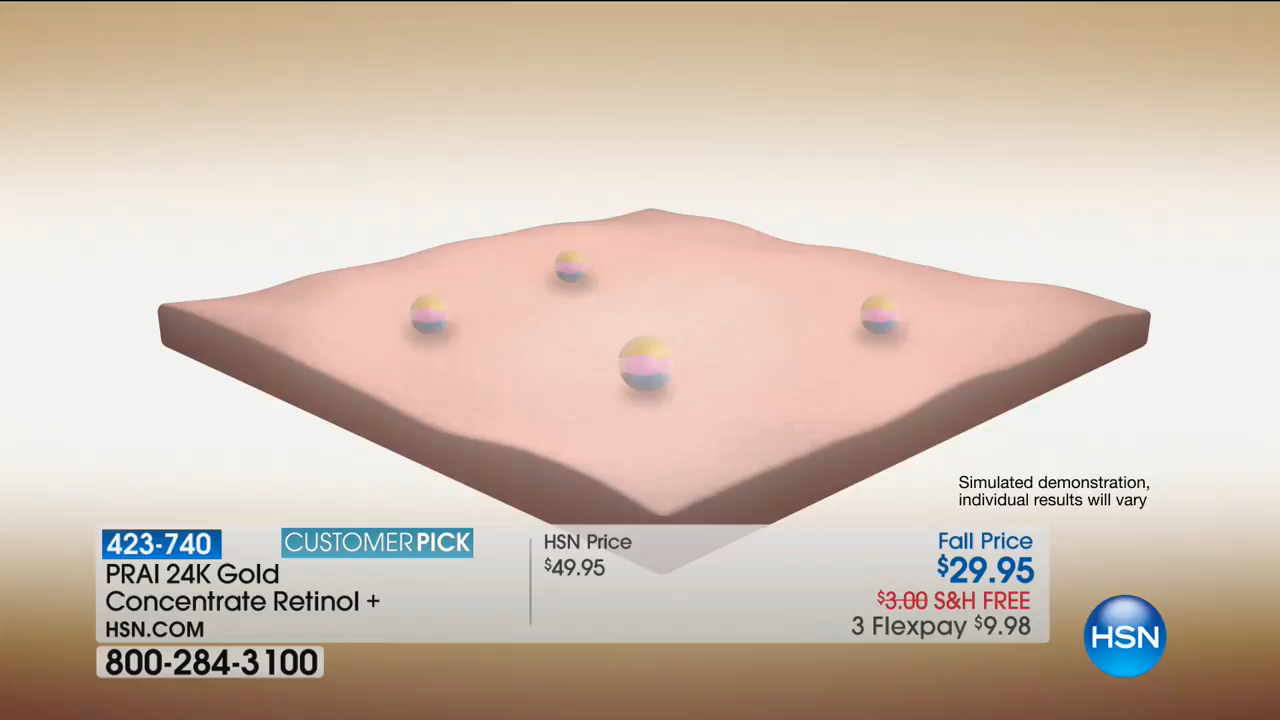 Simulated demonstration,
individual results will vary
423-740
CUSTOMERPICK
PRAI 24K Gold
Concentrate Retinol +
HSN.COM
800-284-3100
HSN Price
$49.95
Fall Price
$29.95
$3.00 S&H FREE
3 Flexpay $9.98
HSN